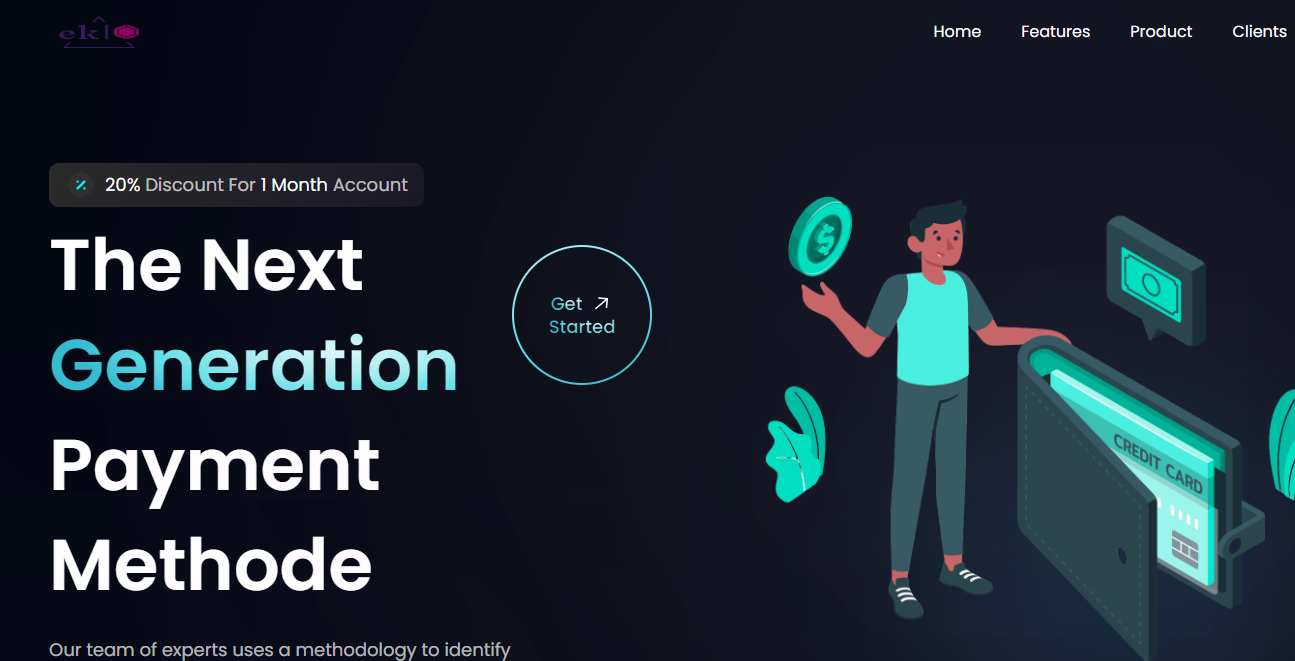 Home Features Product Clients
20% Discount For 1 Month Account
The Next
Generation
Payment
Methode
Get
Started
$
CREDIT CARD
Our team of experts uses a methodology to identify